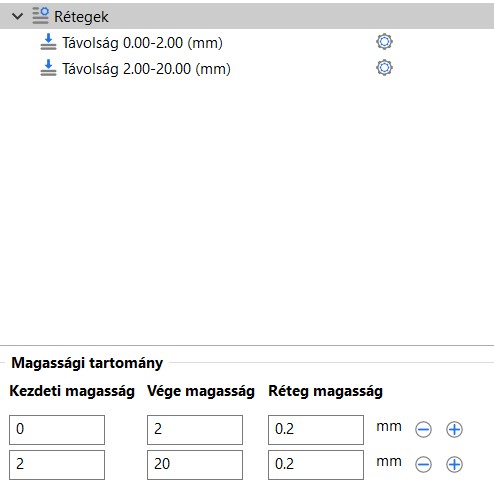 Rétegek
Távolság 0.00-2.00 (mm)
Távolság 2.00-20.00 (mm)
Magassági tartomány
Kezdeti magasság Vége magasság Réteg magasság
0 2 0.2 mm
2 20 0.2 mm